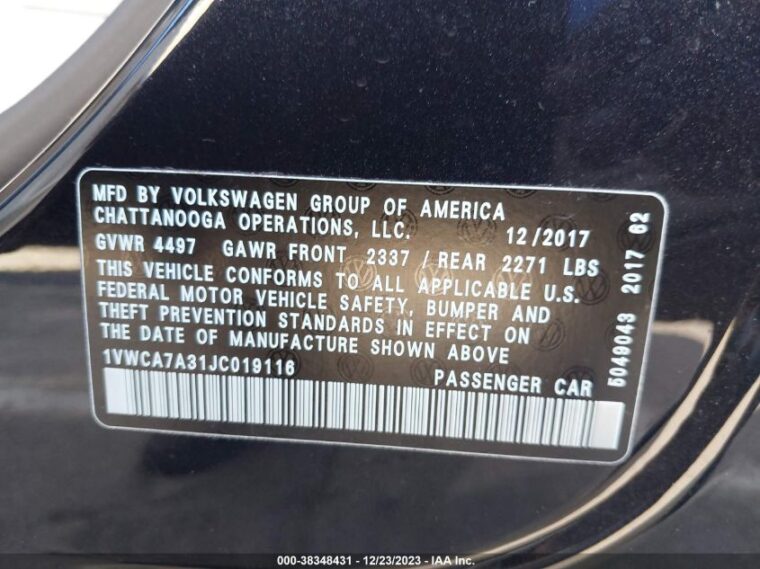 MFD BY VOLKSWAGEN GROUP OF AMERICA
CHATTANOOGA OPERATIONS, LLC. 12/2017
GVWR 4497 GAWR FRONT 2337 / REAR 2271 LBS
THIS VEHICLE CONFORMS TO ALL APPLICABLE U.S.
FEDERAL MOTOR VEHICLE SAFETY, BUMPER AND
THEFT PREVENTION STANDARDS IN EFFECT ON
THE DATE OF MANUFACTURE SHOWN ABOVE
1VWCA7A31JC019116 PASSENGER CAR
5049043 2017 62
000-38348431 - 12/23/2023 - IAA Inc.